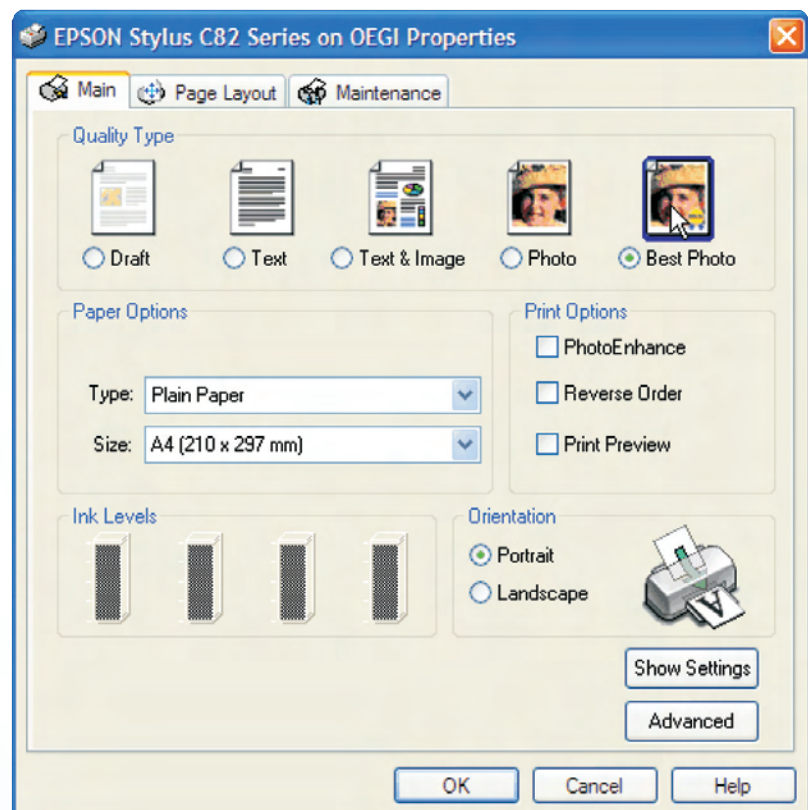 EPSON Stylus C82 Series on OEGI Properties
Main Page Layout Maintenance
Quality Type
Draft Text Text & Image Photo Best Photo
Paper Options
Type: Plain Paper
Size: A4 (210 x 297 mm)
Print Options
PhotoEnhance
Reverse Order
Print Preview
Ink Levels
Orientation
Portrait
Landscape
A
Show Settings
Advanced
OK Cancel Help